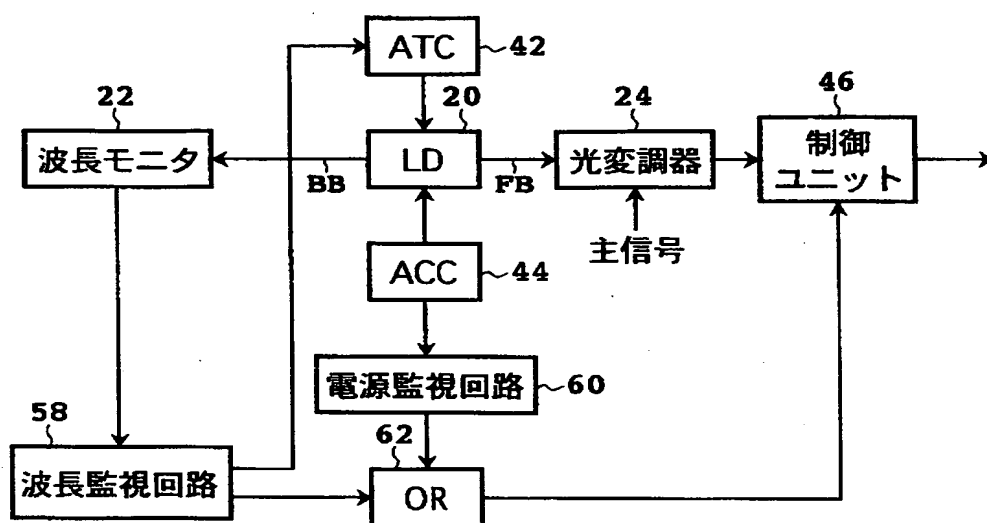 ATC
42
22
20
24
46
波長モニタ
BB
LD
FB
光変調器
制御
ユニット
主信号
ACC
44
電源監視回路
60
58
62
波長監視回路
OR